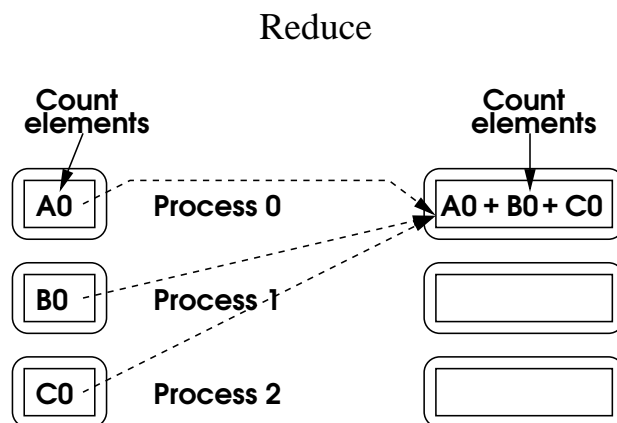 Reduce
Count
elements
Count
elements
A0
Process 0
A0 + B0 + C0
B0
Process 1
C0
Process 2